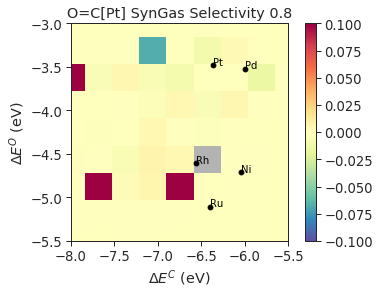 O=C[Pt] SynGas Selectivity 0.8
−3.0
−3.5
−4.0
−4.5
−5.0
−5.5
ΔE^O (eV)
Pt
Pd
Rh
Ni
Ru
−8.0 −7.5 −7.0 −6.5 −6.0 −5.5
ΔE^C (eV)
0.100
0.075
0.050
0.025
0.000
−0.025
−0.050
−0.075
−0.100